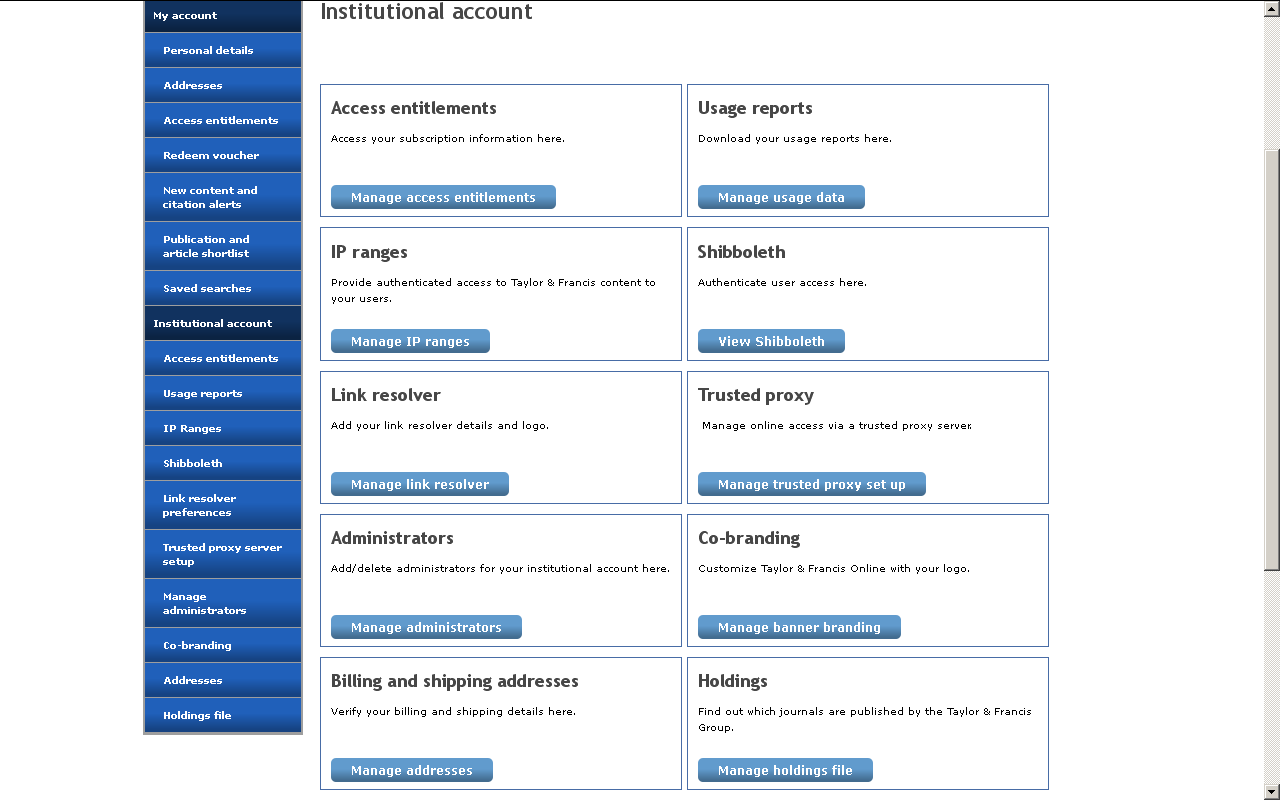 My account
Personal details
Addresses
Access entitlements
Redeem voucher
New content and
citation alerts
Publication and
article shortlist
Saved searches
Institutional account
Access entitlements
Usage reports
IP Ranges
Shibboleth
Link resolver
preferences
Trusted proxy server
setup
Manage
administrators
Co-branding
Addresses
Holdings file
Institutional account
Access entitlements
Access your subscription information here.
Manage access entitlements
Usage reports
Download your usage reports here.
Manage usage data
IP ranges
Provide authenticated access to Taylor & Francis content to
your users.
Manage IP ranges
Shibboleth
Authenticate user access here.
View Shibboleth
Link resolver
Add your link resolver details and logo.
Manage link resolver
Trusted proxy
Manage online access via a trusted proxy server.
Manage trusted proxy set up
Administrators
Add/delete administrators for your institutional account here.
Manage administrators
Co-branding
Customize Taylor & Francis Online with your logo.
Manage banner branding
Billing and shipping addresses
Verify your billing and shipping details here.
Manage addresses
Holdings
Find out which journals are published by the Taylor & Francis
Group.
Manage holdings file